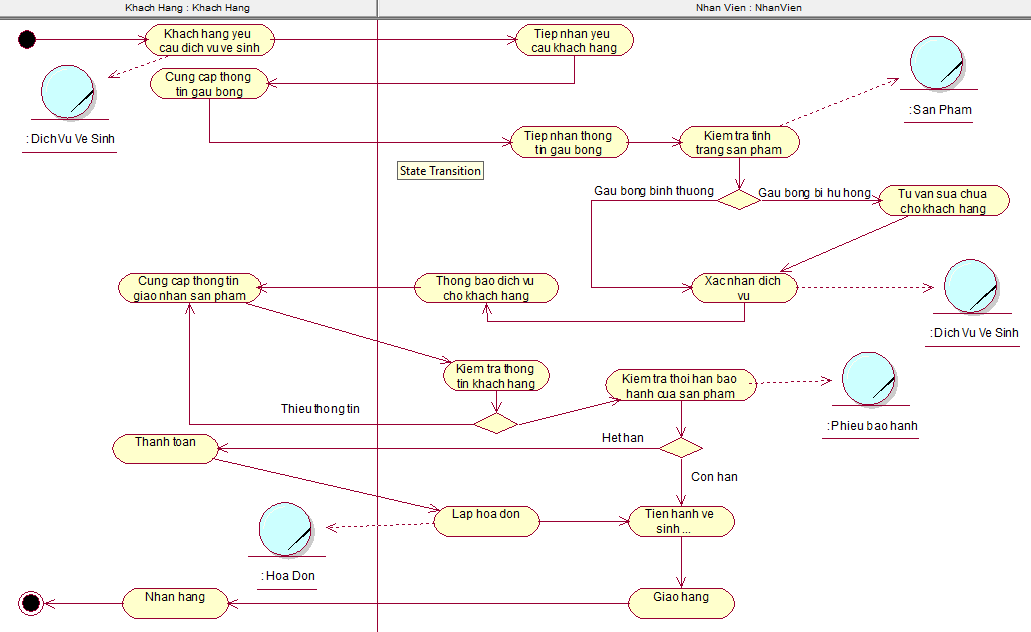 Khach Hang : Khach Hang
Nhan Vien : NhanVien
Khach hang yeu
cau dich vu ve sinh
Tiep nhan yeu
cau khach hang
Cung cap thong
tin gau bong
: Dich Vu Ve Sinh
: San Pham
Tiep nhan thong
tin gau bong
Kiem tra tinh
trang san pham
State Transition
Gau bong binh thuong
Gau bong bi hu hong
Tu van sua chua
cho khach hang
Cung cap thong tin
giao nhan san pham
Thong bao dich vu
cho khach hang
Xac nhan dich
vu
: Dich Vu Ve Sinh
Kiem tra thong
tin khach hang
Kiem tra thoi han bao
hanh cua san pham
: Phieu bao hanh
Thieu thong tin
Thanh toan
Het han
Con han
Lap hoa don
Tien hanh ve
sinh ...
: Hoa Don
Nhan hang
Giao hang